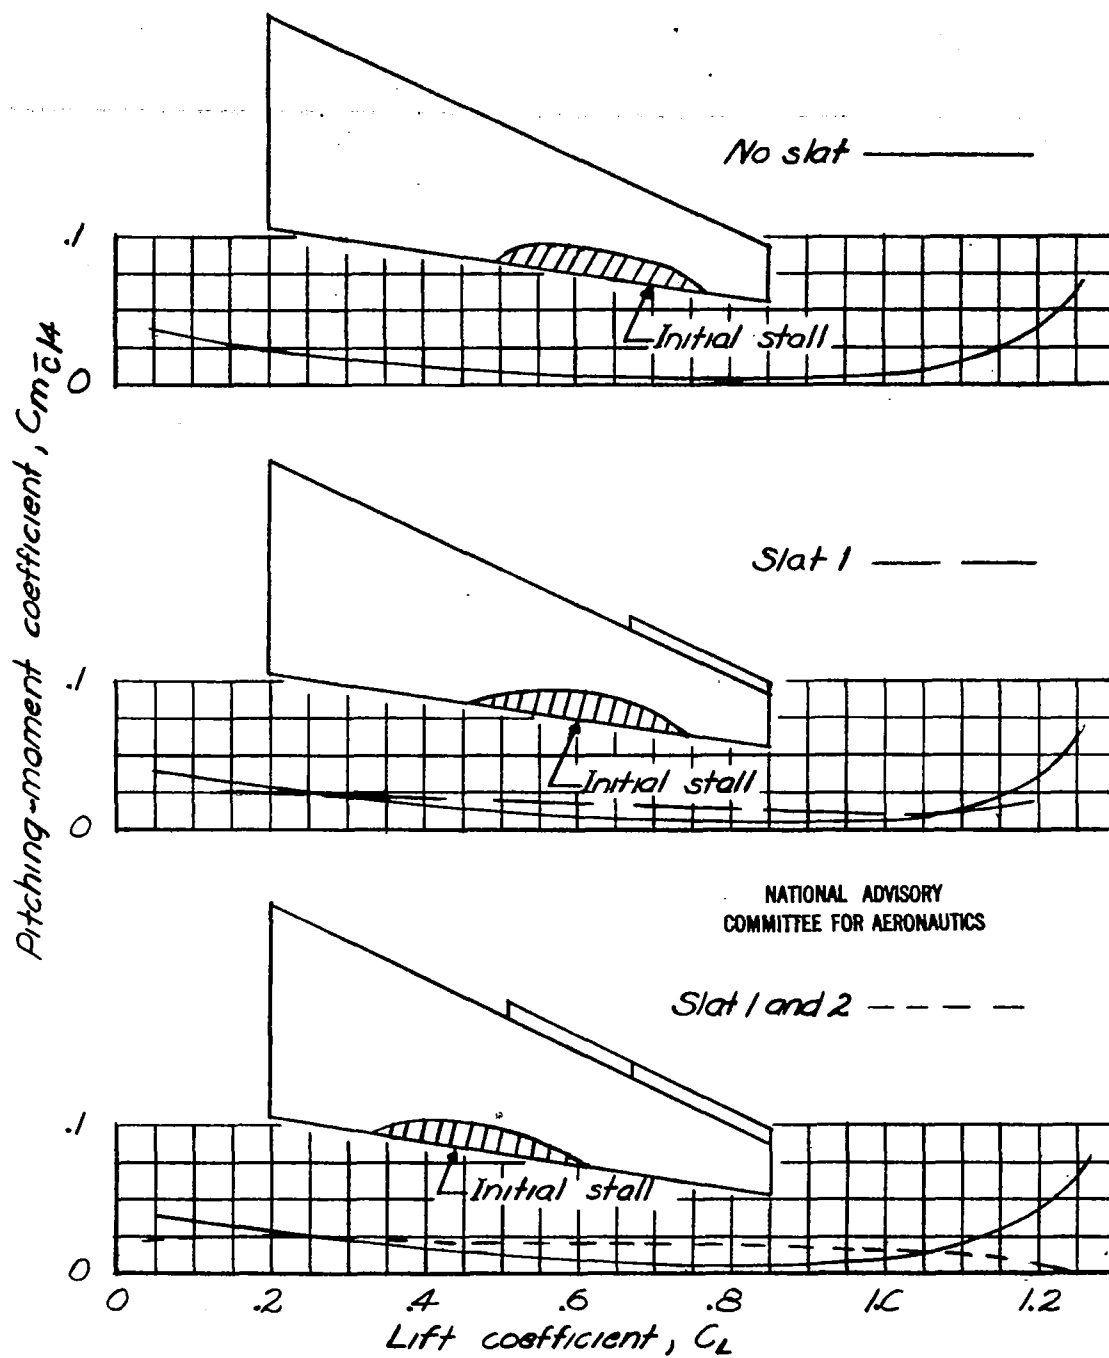 No slat
.1
Initial stall
0
Pitching-moment coefficient, Cm c̄/4
Slat 1
.1
Initial stall
0
NATIONAL ADVISORY
COMMITTEE FOR AERONAUTICS
Slat 1 and 2
.1
Initial stall
0
0 .2 .4 .6 .8 1.0 1.2
Lift coefficient, CL